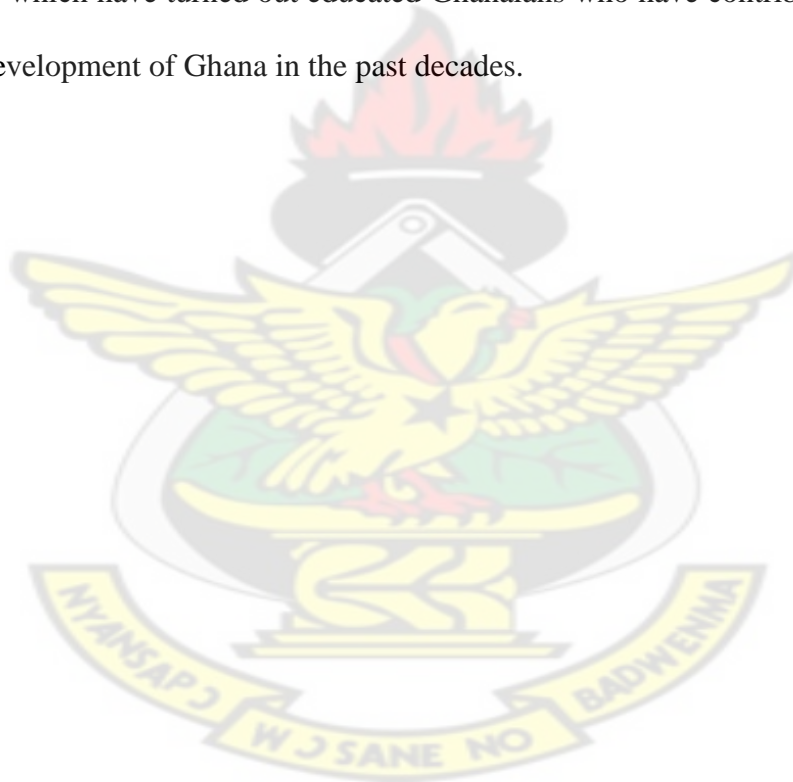 which have turned out educated Ghanaians who have contrib
evelopment of Ghana in the past decades.
NYANSAPƆ
WƆSANE NO
BADWENMA